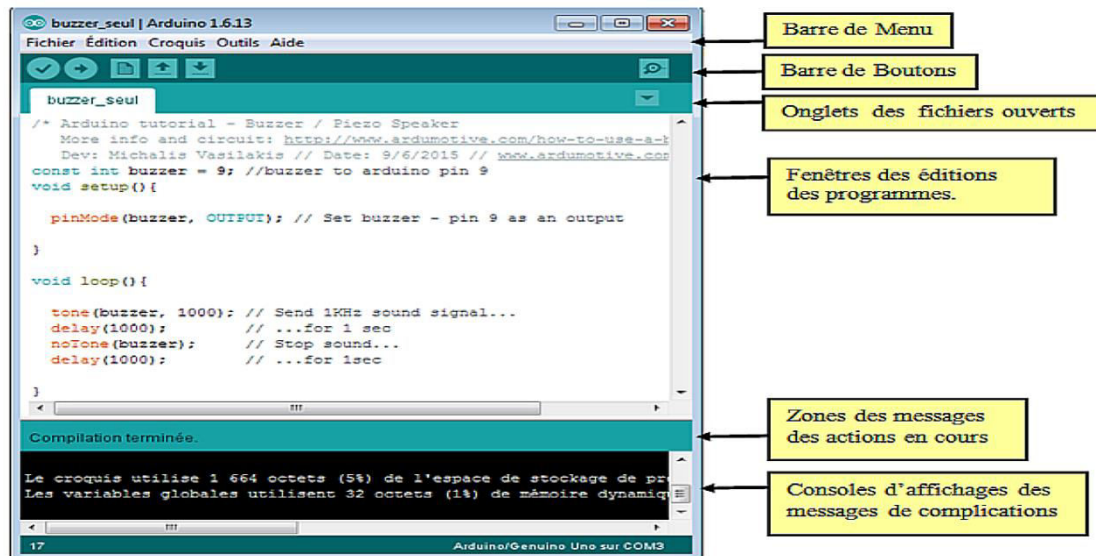 buzzer_seul | Arduino 1.6.13
Fichier Édition Croquis Outils Aide
buzzer_seul
/* Arduino tutorial - Buzzer / Piezo Speaker
More info and circuit: http://www.ardumotive.com/how-to-use-a-b
Dev: Michalis Vasilakis // Date: 9/6/2015 // www.ardumotive.com
const int buzzer = 9; //buzzer to arduino pin 9
void setup(){
pinMode(buzzer, OUTPUT); // Set buzzer - pin 9 as an output
}
void loop(){
tone(buzzer, 1000); // Send 1KHz sound signal...
delay(1000); // ...for 1 sec
noTone(buzzer); // Stop sound...
delay(1000); // ...for 1sec
}
Compilation terminée.
Le croquis utilise 1 664 octets (5%) de l'espace de stockage de pr
Les variables globales utilisent 32 octets (1%) de mémoire dynamiq
17 Arduino/Genuino Uno sur COM3
Barre de Menu
Barre de Boutons
Onglets des fichiers ouverts
Fenêtres des éditions
des programmes.
Zones des messages
des actions en cours
Consoles d'affichages des
messages de complications